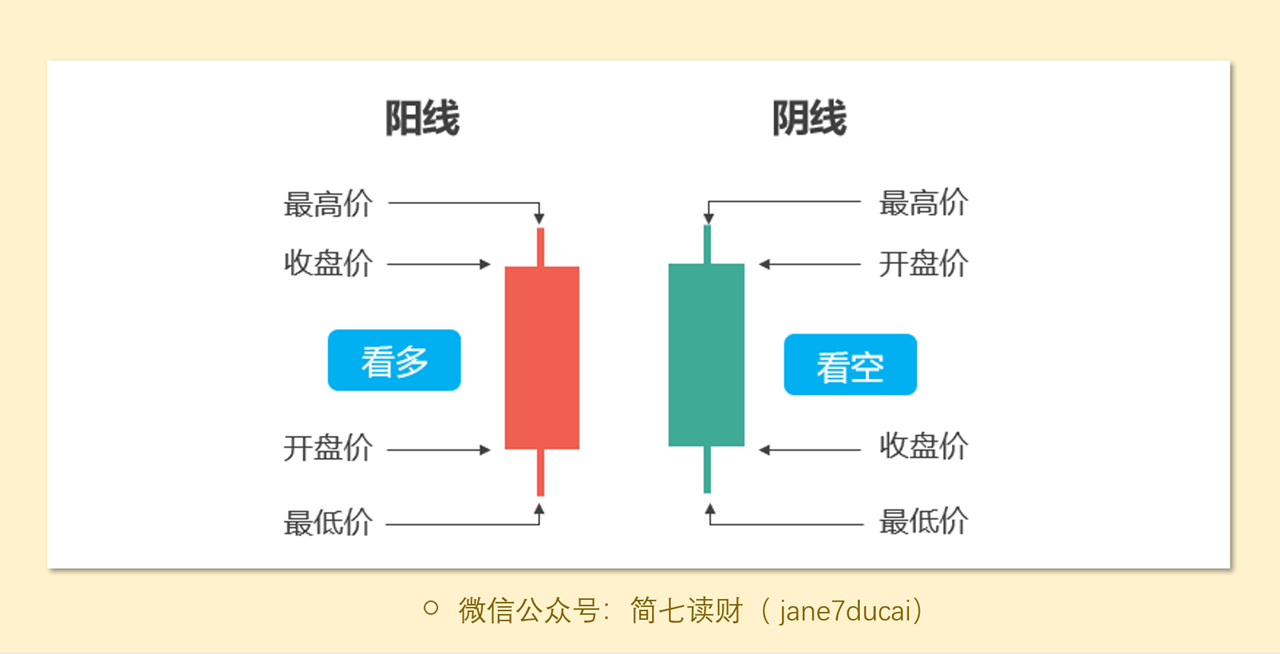 阳线 阴线
最高价 最高价
收盘价 开盘价
看多 看空
开盘价 收盘价
最低价 最低价
微信公众号：简七读财（ jane7ducai）